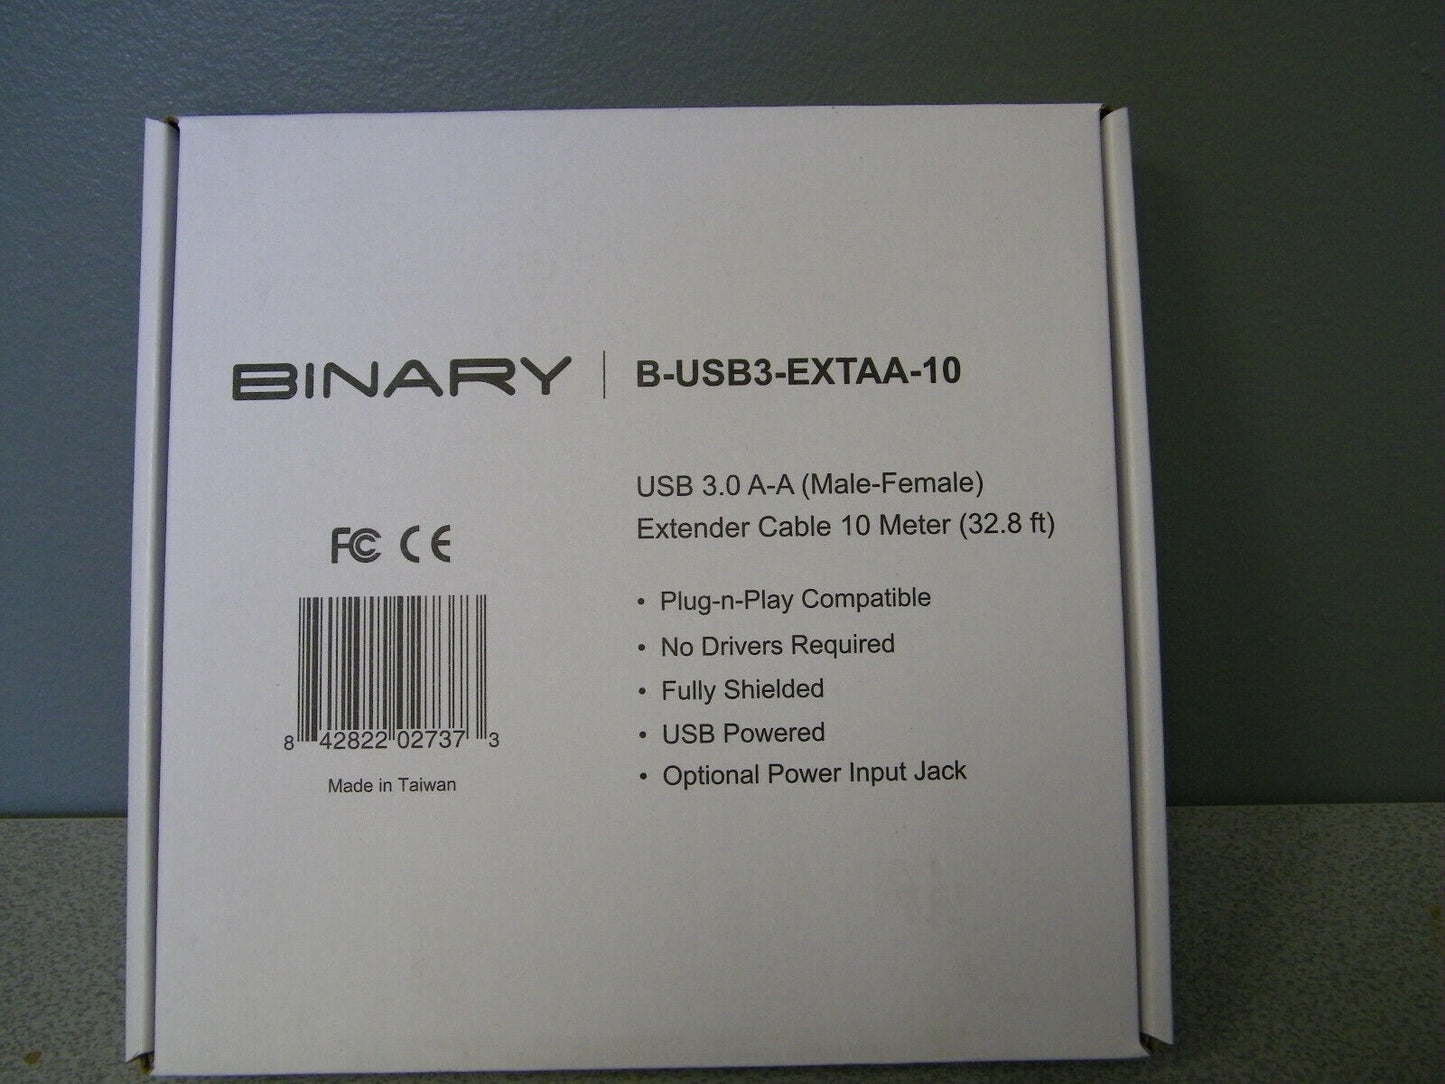 BINARY | B-USB3-EXTAA-10
USB 3.0 A-A (Male-Female)
Extender Cable 10 Meter (32.8 ft)
FC CE
• Plug-n-Play Compatible
• No Drivers Required
• Fully Shielded
• USB Powered
• Optional Power Input Jack
8 42822 02737 3
Made in Taiwan